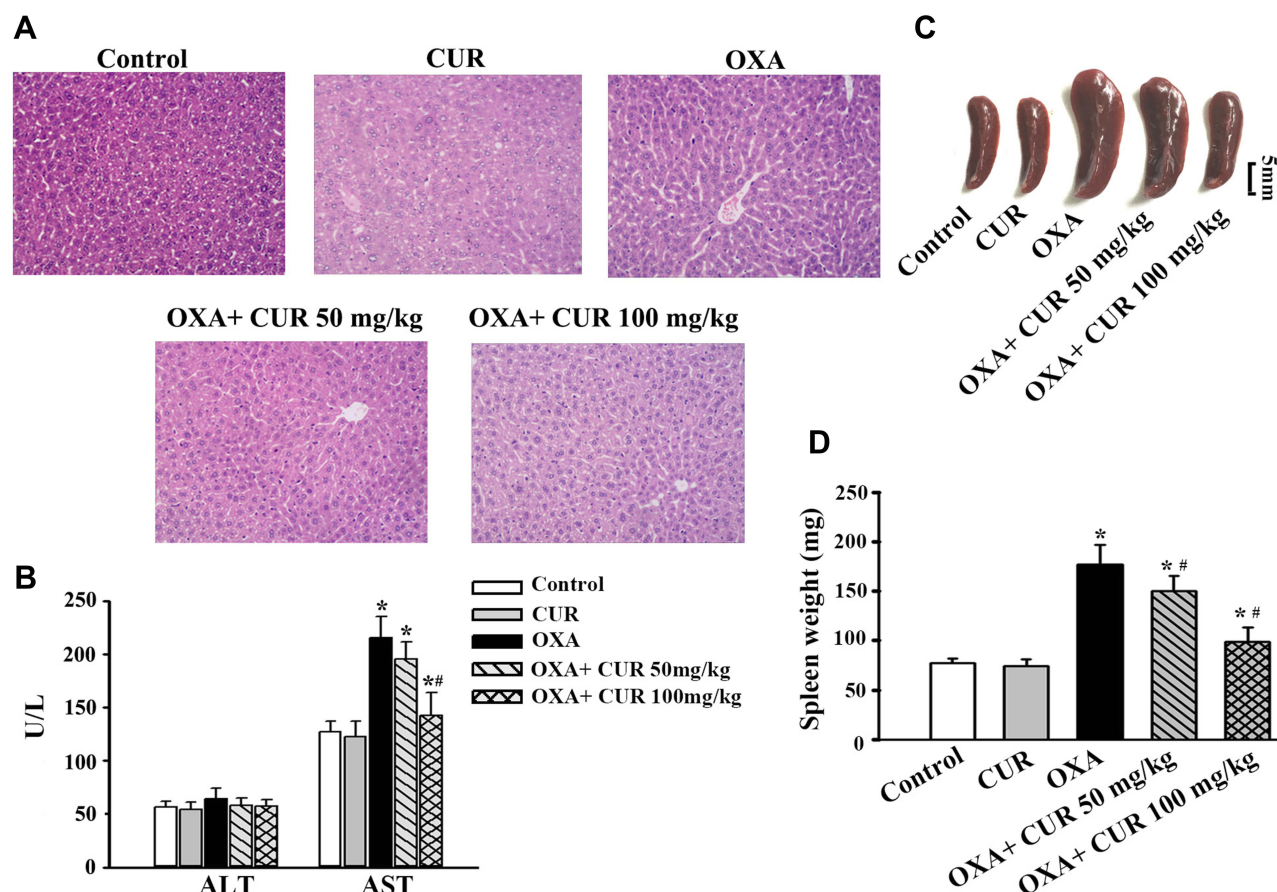 A
Control
CUR
OXA
OXA+ CUR 50 mg/kg
OXA+ CUR 100 mg/kg
B
250
200
150
100
50
0
U/L
*
*
*#
ALT
AST
Control
CUR
OXA
OXA+ CUR 50mg/kg
OXA+ CUR 100mg/kg
C
5mm
Control
CUR
OXA
OXA+ CUR 50 mg/kg
OXA+ CUR 100 mg/kg
D
250
200
150
100
50
0
Spleen weight (mg)
*
* #
* #
Control
CUR
OXA
OXA+ CUR 50 mg/kg
OXA+ CUR 100 mg/kg